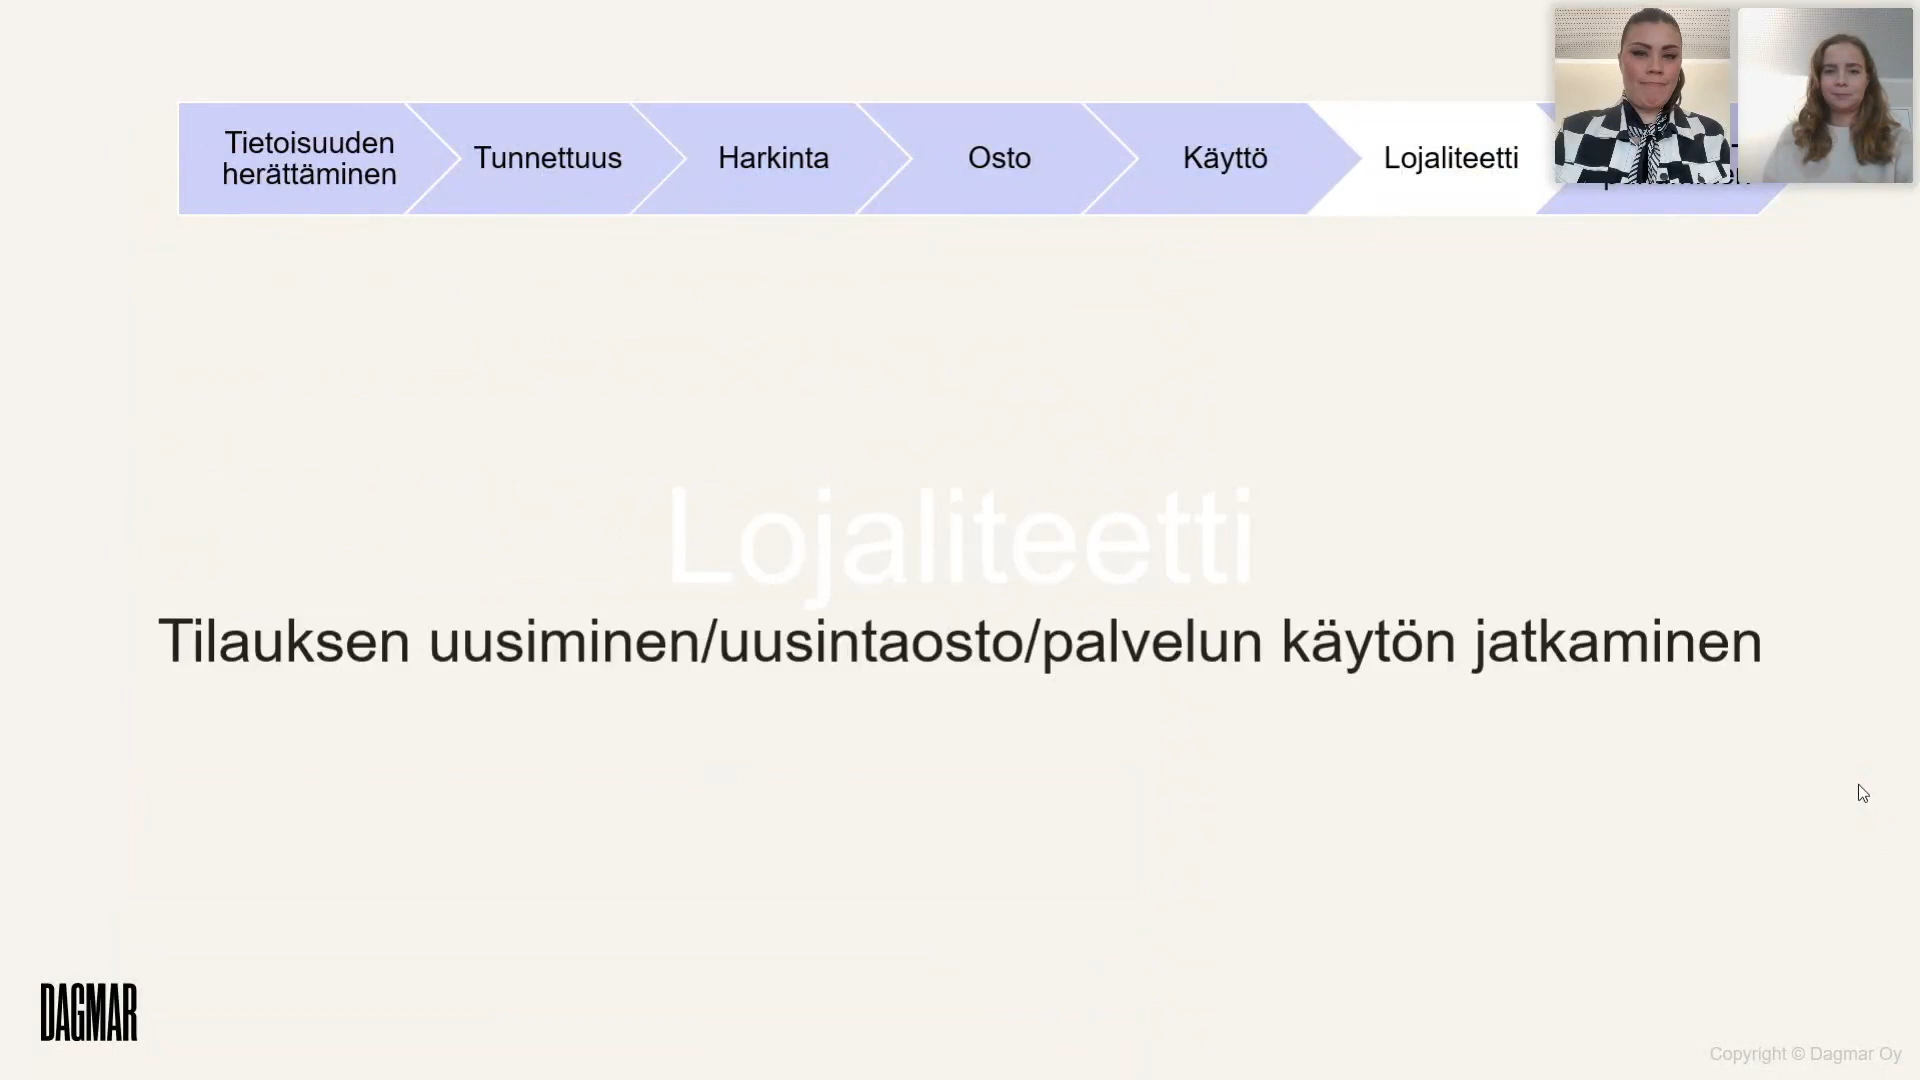 Tietoisuuden
herättäminen
Tunnettuus
Harkinta
Osto
Käyttö
Lojaliteetti
Lojaliteetti
Tilauksen uusiminen/uusintaosto/palvelun käytön jatkaminen
DAGMAR
Copyright © Dagmar Oy